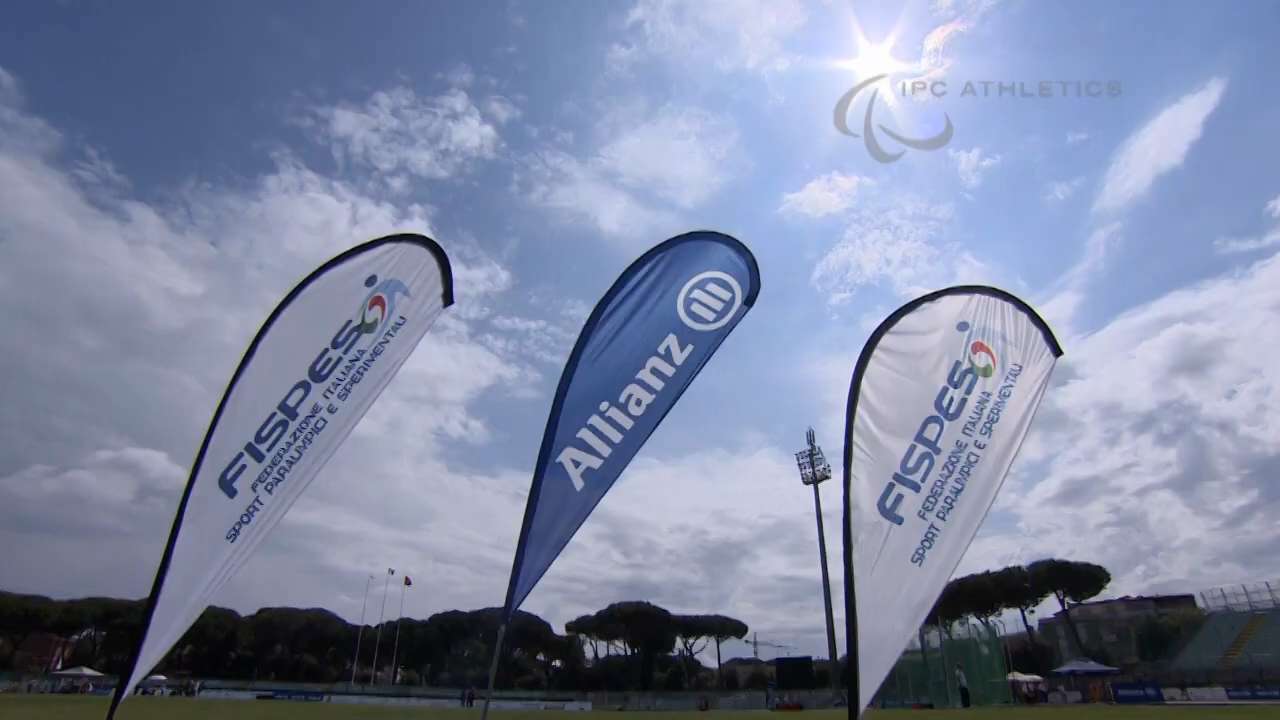 IPC ATHLETICS
FISPES
FEDERAZIONE ITALIANA
SPORT PARALIMPICI E SPERIMENTALI
Allianz
FISPES
FEDERAZIONE ITALIANA
SPORT PARALIMPICI E SPERIMENTALI